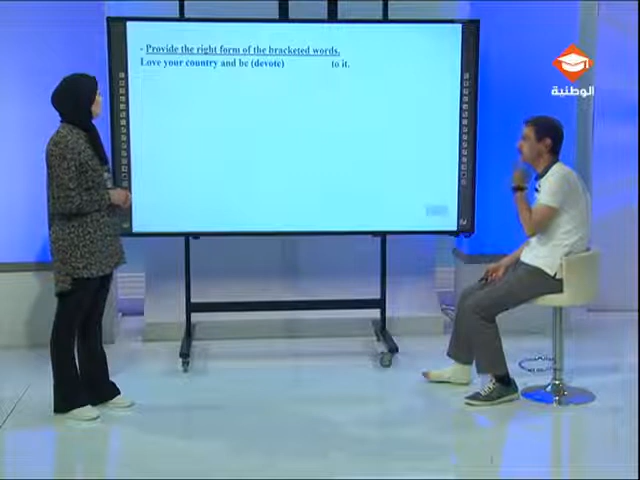 - Provide the right form of the bracketed words.
Love your country and be (devote) to it.
الوطنية